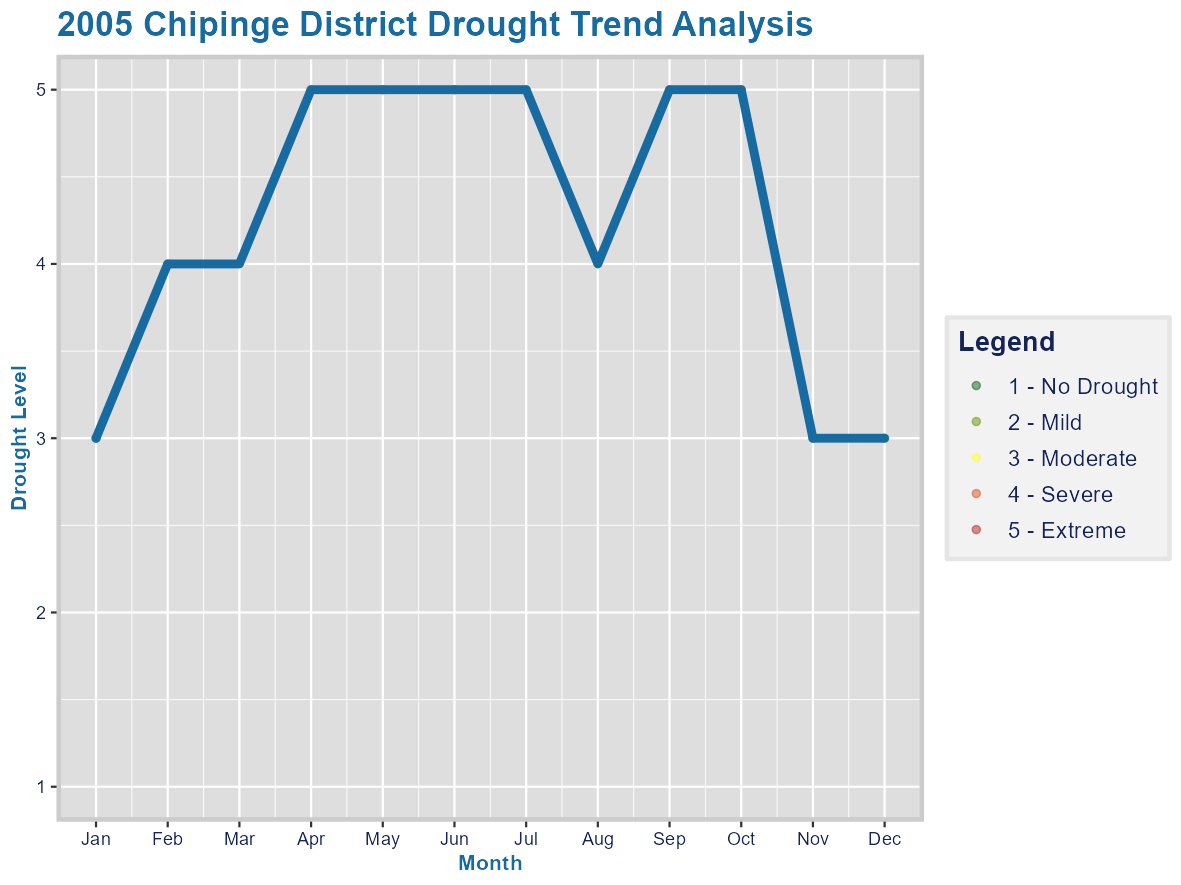 2005 Chipinge District Drought Trend Analysis
Drought Level
5
4
3
2
1
Jan Feb Mar Apr May Jun Jul Aug Sep Oct Nov Dec
Month
Legend
1 - No Drought
2 - Mild
3 - Moderate
4 - Severe
5 - Extreme